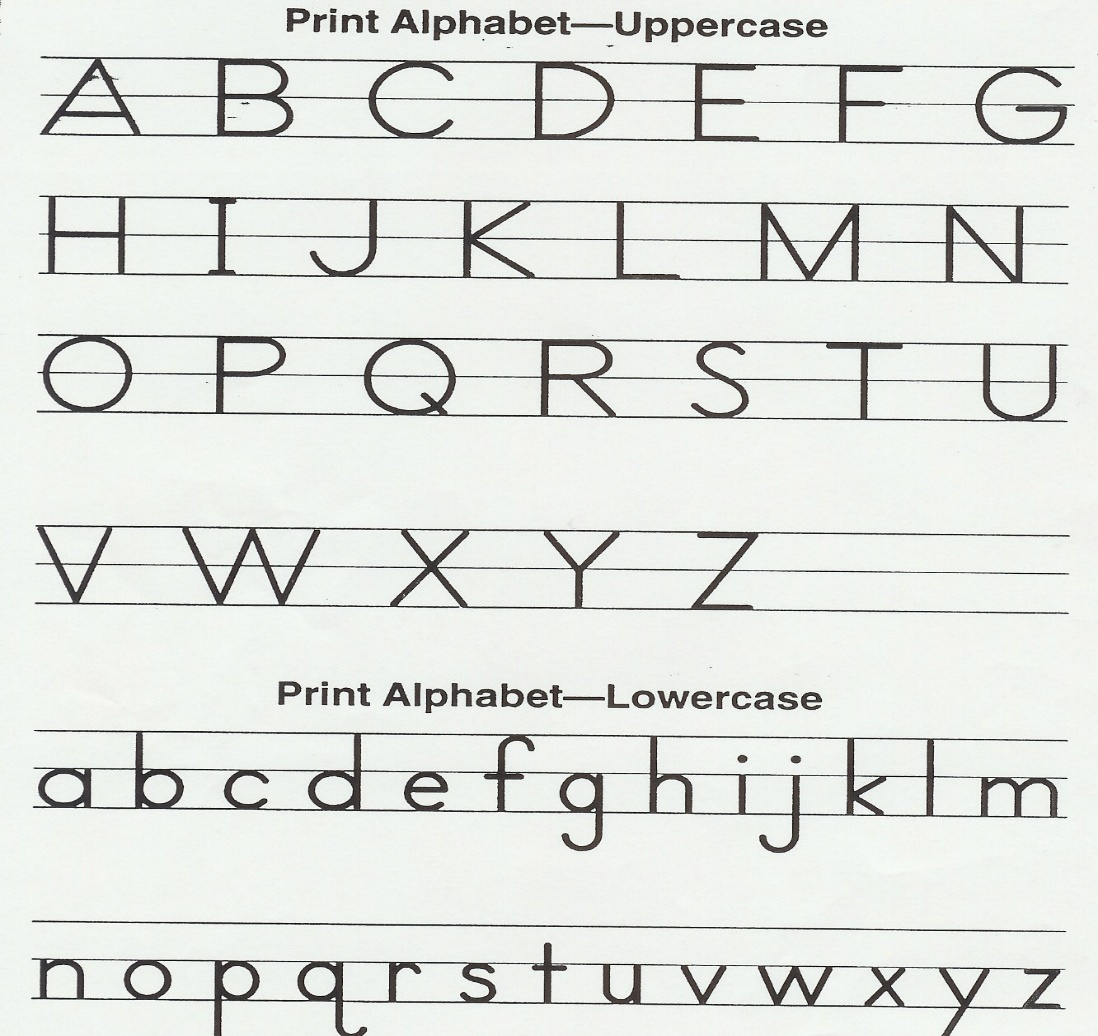 Print Alphabet—Uppercase
A B C D E F G
H I J K L M N
O P Q R S T U
V W X Y Z
Print Alphabet—Lowercase
a b c d e f g h i j k l m
n o p q r s t u v w x y z